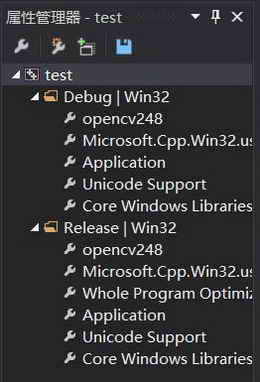 属性管理器 - test
test
Debug | Win32
opencv248
Microsoft.Cpp.Win32.us
Application
Unicode Support
Core Windows Libraries
Release | Win32
opencv248
Microsoft.Cpp.Win32.us
Whole Program Optimiz
Application
Unicode Support
Core Windows Libraries